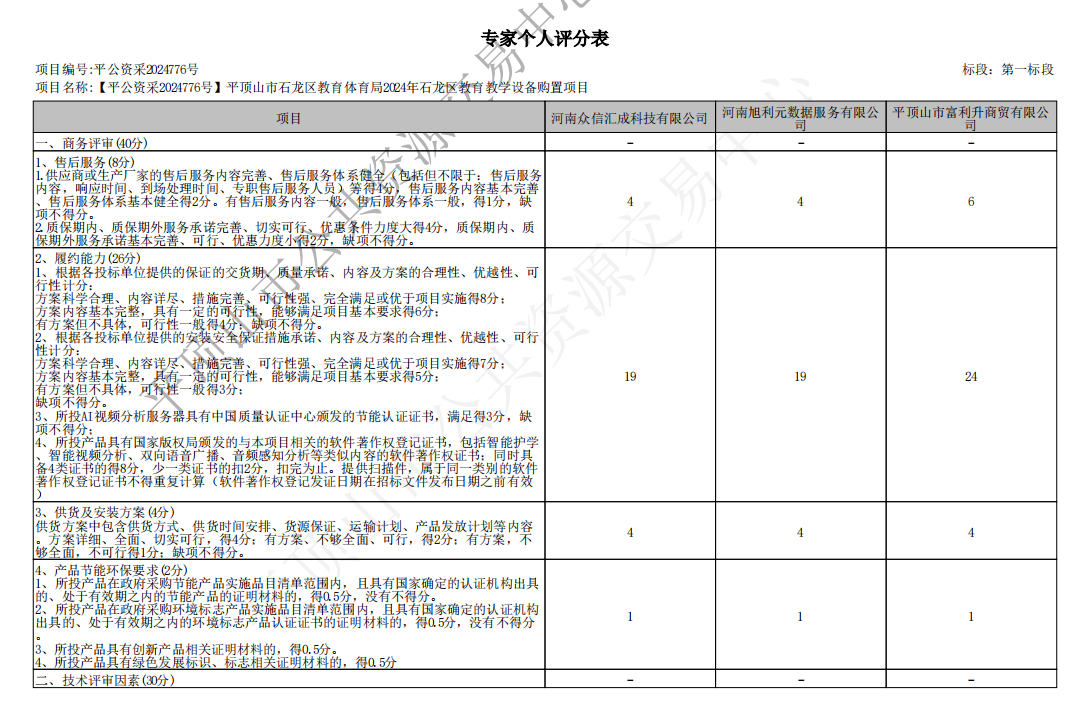 专家个人评分表
项目编号:平公资采2024776号
标段：第一标段
项目名称:【平公资采2024776号】平顶山市石龙区教育体育局2024年石龙区教育教学设备购置项目
项目
河南众信汇成科技有限公司
河南旭利元数据服务有限公
司
平顶山市富利升商贸有限公
司
一、商务评审(40分)
-
-
-
1、售后服务(8分)
1.供应商或生产厂家的售后服务内容完善、售后服务体系健全（包括但不限于：售后服务
内容，响应时间、到场处理时间、专职售后服务人员）等得4分，售后服务内容基本完善
、售后服务体系基本健全得2分。有售后服务内容一般，售后服务体系一般，得1分，缺
项不得分。
2.质保期内、质保期外服务承诺完善、切实可行、优惠条件力度大得4分，质保期内、质
保期外服务承诺基本完善、可行、优惠力度小得2分，缺项不得分。
4
4
6
2、履约能力(26分)
1、根据各投标单位提供的保证的交货期、质量承诺、内容及方案的合理性、优越性、可
行性计分：
方案科学合理、内容详尽、措施完善、可行性强、完全满足或优于项目实施得8分；
方案内容基本完整，具有一定的可行性，能够满足项目基本要求得6分；
有方案但不具体，可行性一般得4分；缺项不得分。
2、根据各投标单位提供的安装安全保证措施承诺、内容及方案的合理性、优越性、可行
性计分：
方案科学合理、内容详尽、措施完善、可行性强、完全满足或优于项目实施得7分；
方案内容基本完整，具有一定的可行性，能够满足项目基本要求得5分；
有方案但不具体，可行性一般得3分；
缺项不得分。
3、所投AI视频分析服务器具有中国质量认证中心颁发的节能认证证书，满足得3分，缺
项不得分；
4、所投产品具有国家版权局颁发的与本项目相关的软件著作权登记证书，包括智能护学
、智能视频分析、双向语音广播、音频感知分析等类似内容的软件著作权证书；同时具
备4类证书的得8分，少一类证书的扣2分，扣完为止。提供扫描件，属于同一类别的软件
著作权登记证书不得重复计算（软件著作权登记发证日期在招标文件发布日期之前有效
）
19
19
24
3、供货及安装方案(4分)
供货方案中包含供货方式、供货时间安排、货源保证、运输计划、产品发放计划等内容
。方案详细、全面、切实可行，得4分；有方案、不够全面、可行，得2分；有方案，不
够全面，不可行得1分；缺项不得分。
4
4
4
4、产品节能环保要求(2分)
1、所投产品在政府采购节能产品实施品目清单范围内，且具有国家确定的认证机构出具
的、处于有效期之内的节能产品的证明材料的，得0.5分，没有不得分。
2、所投产品在政府采购环境标志产品实施品目清单范围内，且具有国家确定的认证机构
出具的、处于有效期之内的环境标志产品认证证书的证明材料的，得0.5分，没有不得分
。
3、所投产品具有创新产品相关证明材料的，得0.5分。
4、所投产品具有绿色发展标识、标志相关证明材料的，得0.5分
1
1
1
二、技术评审因素(30分)
-
-
-
平顶山市公共资源交易中心
顶山市公共资源交易中心